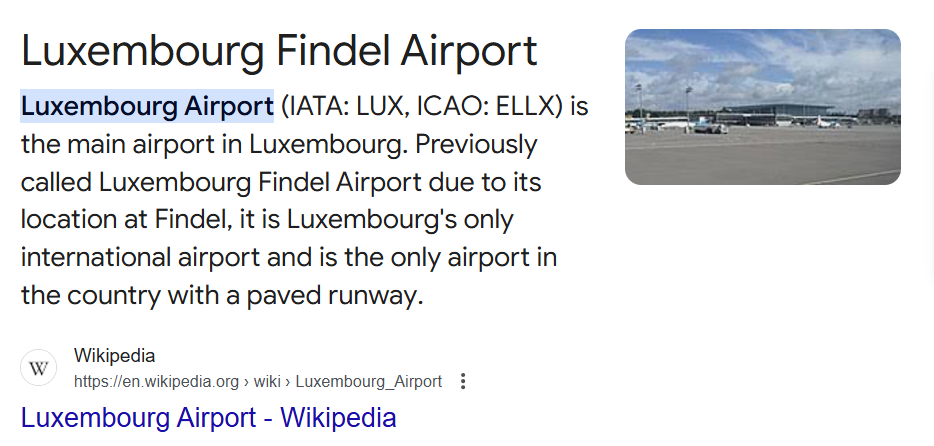 Luxembourg Findel Airport
Luxembourg Airport (IATA: LUX, ICAO: ELLX) is
the main airport in Luxembourg. Previously
called Luxembourg Findel Airport due to its
location at Findel, it is Luxembourg's only
international airport and is the only airport in
the country with a paved runway.
W
Wikipedia
https://en.wikipedia.org › wiki › Luxembourg_Airport
Luxembourg Airport - Wikipedia